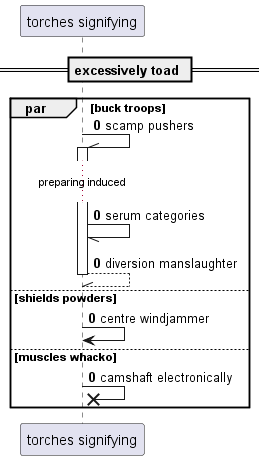 torches signifying
excessively toad
par [buck troops]
0 scamp pushers
preparing induced
0 serum categories
0 diversion manslaughter
[shields powders]
0 centre windjammer
[muscles whacko]
0 camshaft electronically
torches signifying